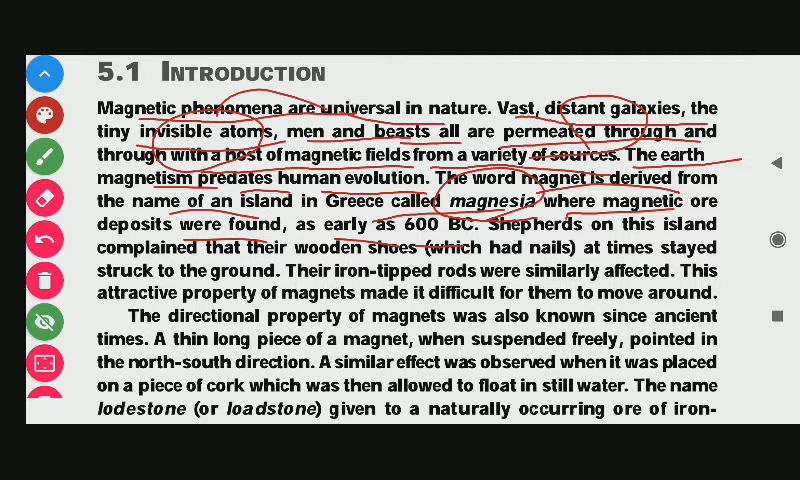 5.1 INTRODUCTION
Magnetic phenomena are universal in nature. Vast, distant galaxies, the
tiny invisible atoms, men and beasts all are permeated through and
through with a host of magnetic fields from a variety of sources. The earth
magnetism predates human evolution. The word magnet is derived from
the name of an island in Greece called magnesia where magnetic ore
deposits were found, as early as 600 BC. Shepherds on this island
complained that their wooden shoes (which had nails) at times stayed
struck to the ground. Their iron-tipped rods were similarly affected. This
attractive property of magnets made it difficult for them to move around.
The directional property of magnets was also known since ancient
times. A thin long piece of a magnet, when suspended freely, pointed in
the north-south direction. A similar effect was observed when it was placed
on a piece of cork which was then allowed to float in still water. The name
lodestone (or loadstone) given to a naturally occurring ore of iron-